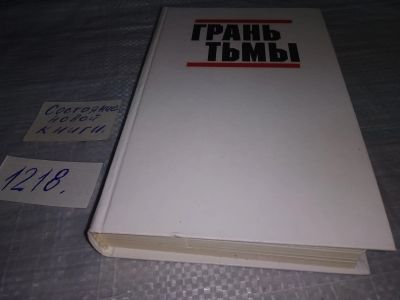 ГРАНЬ
ТЬМЫ
Состояние
новой
книги.
1218.